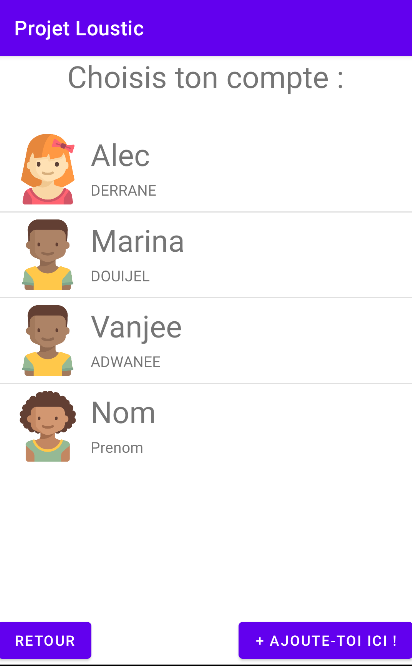 Projet Loustic
Choisis ton compte :
Alec
DERRANE
Marina
DOUIJEL
Vanjee
ADWANEE
Nom
Prenom
RETOUR
+ AJOUTE-TOI ICI !